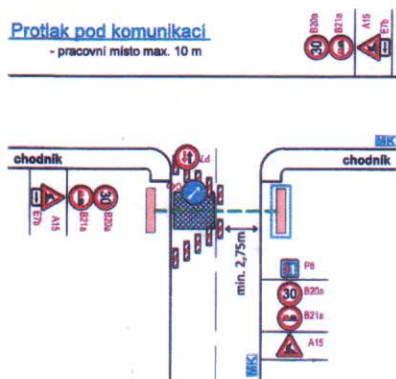 Protlak pod komunikací
- pracovní místo max. 10 m
30
B20a
B21a
A15
E7b
MK
chodník
chodník
P7
30
E7b
A15
B21a
B20a
min. 2,75m
P8
30
B20a
B21a
A15
MK